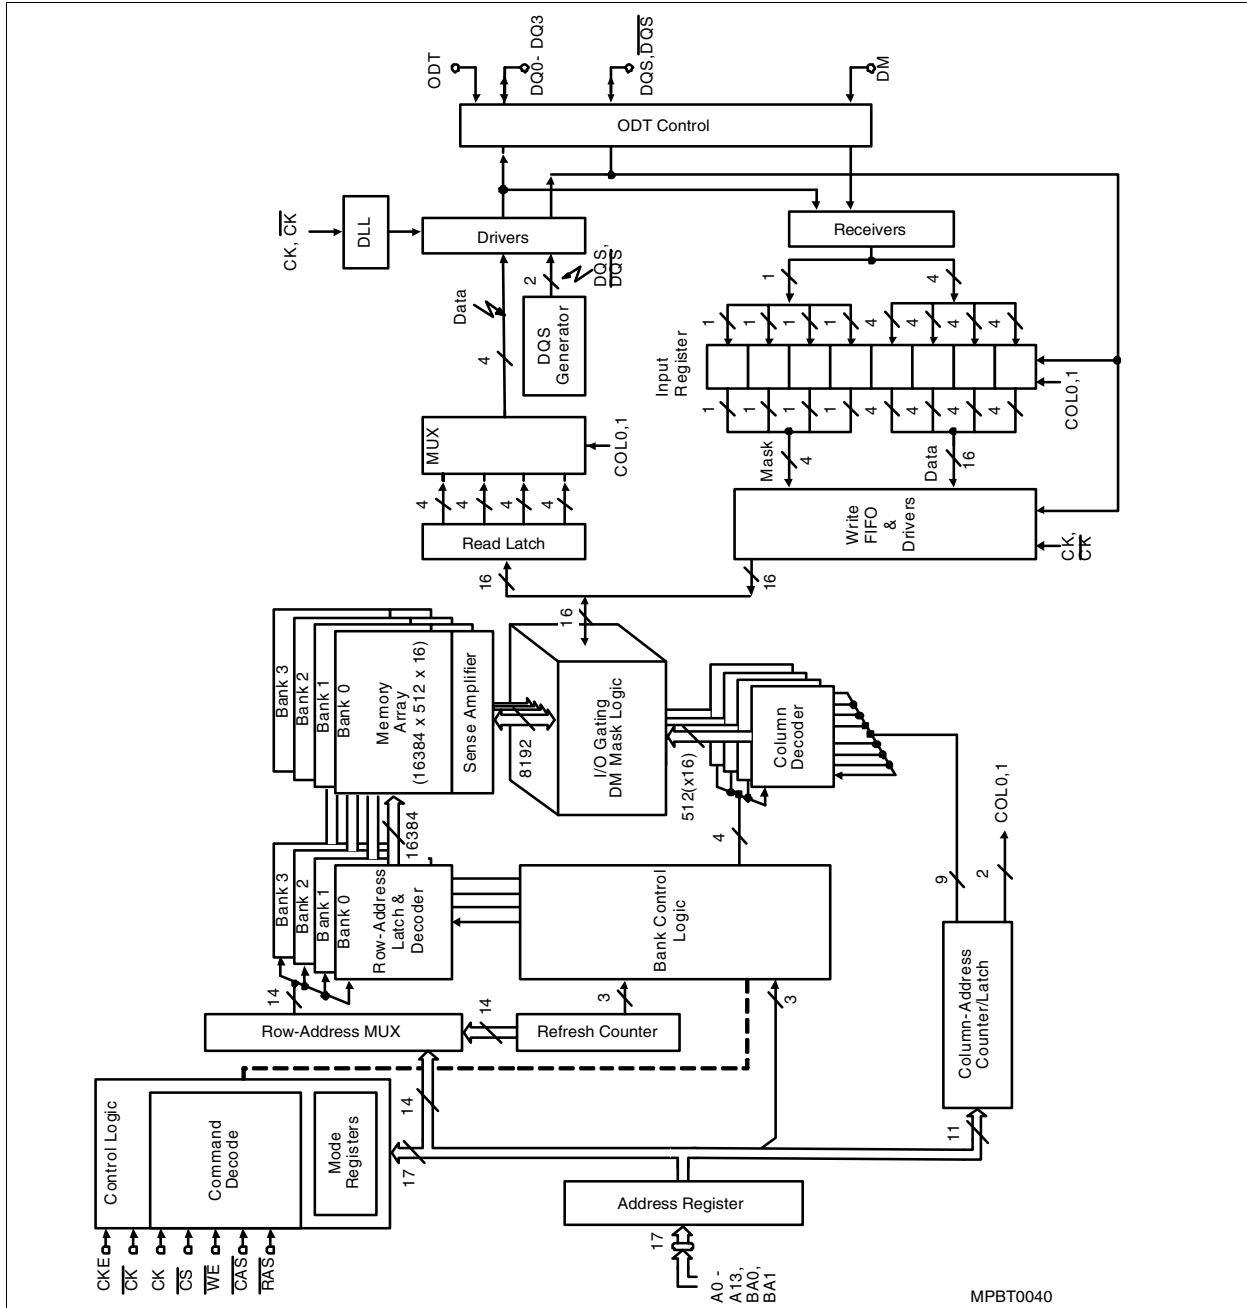 ODT
DQ0- DQ3
DQS, DQS
DM
ODT Control
CK, CK
DLL
Drivers
Receivers
DQS,
DQS
2
DQS
Generator
Data
4
1
4
1
1
1
1
4
4
4
4
Input
Register
COL0,1
1
1
1
1
4
4
4
4
Mask
4
Data
16
MUX
COL0,1
4
4
4
4
Read Latch
Write
FIFO
&
Drivers
CK,
CK
16
16
16
Bank 3
Bank 2
Bank 1
Bank 0
Memory
Array
(16384 x 512 x 16)
Sense Amplifier
8192
I/O Gating
DM Mask Logic
512(x16)
Column
Decoder
16384
4
Bank 3
Bank 2
Bank 1
Bank 0
Row-Address
Latch &
Decoder
Bank Control
Logic
9
2
COL0,1
14
3
3
Row-Address MUX
14
Refresh Counter
Column-Address
Counter/Latch
Control Logic
Command
Decode
Mode
Registers
14
17
11
Address Register
17
CKE
CK
CK
CS
WE
CAS
RAS
A0 -
A13,
BA0,
BA1
MPBT0040